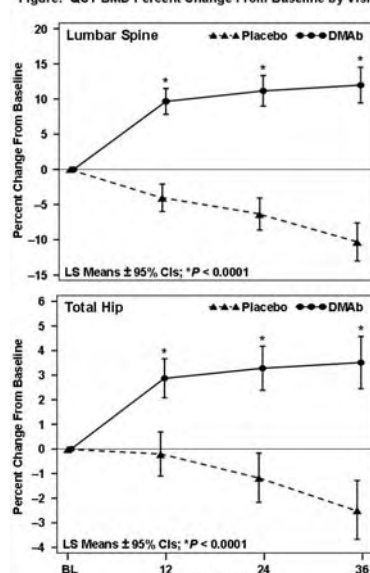 Figure. QCT BMD Percent Change From Baseline by
Lumbar Spine
Placebo DMAb
Percent Change From Baseline
15
10
5
0
−5
−10
−15
* * *
LS Means ± 95% CIs; *P < 0.0001
Total Hip
Placebo DMAb
Percent Change From Baseline
6
5
4
3
2
1
0
−1
−2
−3
−4
* * *
LS Means ± 95% CIs; *P < 0.0001
BL 12 24 36